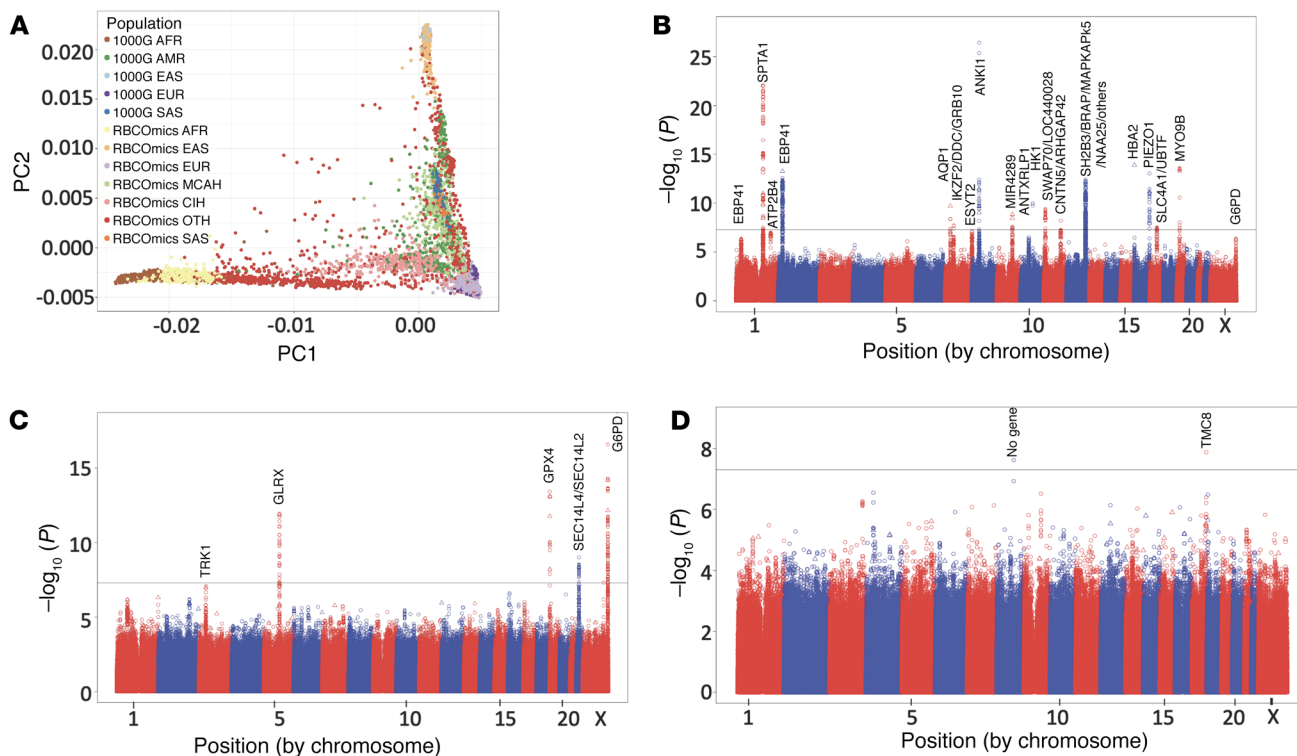 A
Population
1000G AFR
1000G AMR
1000G EAS
1000G EUR
1000G SAS
RBCOmics AFR
RBCOmics EAS
RBCOmics EUR
RBCOmics MCAH
RBCOmics CIH
RBCOmics OTH
RBCOmics SAS
PC2
0.020
0.015
0.010
0.005
0.000
-0.005
-0.02
-0.01
0.00
PC1
B
−log10 (P)
25
20
15
10
5
0
EBP41
SPTA1
ATP2B4
EBP41
AQP1
IKZF2/DDC/GRB10
ESYT2
ANKI1
MIR4289
ANTXRLP1
HK1
SWAP70/LOC440028
CNTN5/ARHGAP42
SH2B3/BRAP/MAPKAPk5
/NAA25/others
HBA2
PIEZO1
SLC4A1/UBTF
MYO9B
G6PD
1
5
10
15
20
X
Position (by chromosome)
C
−log10 (P)
15
10
5
0
TRK1
GLRX
GPX4
SEC14L4/SEC14L2
G6PD
1
5
10
15
20
X
Position (by chromosome)
D
−log10 (P)
8
6
4
2
0
No gene
TMC8
1
5
10
15
20
X
Position (by chromosome)